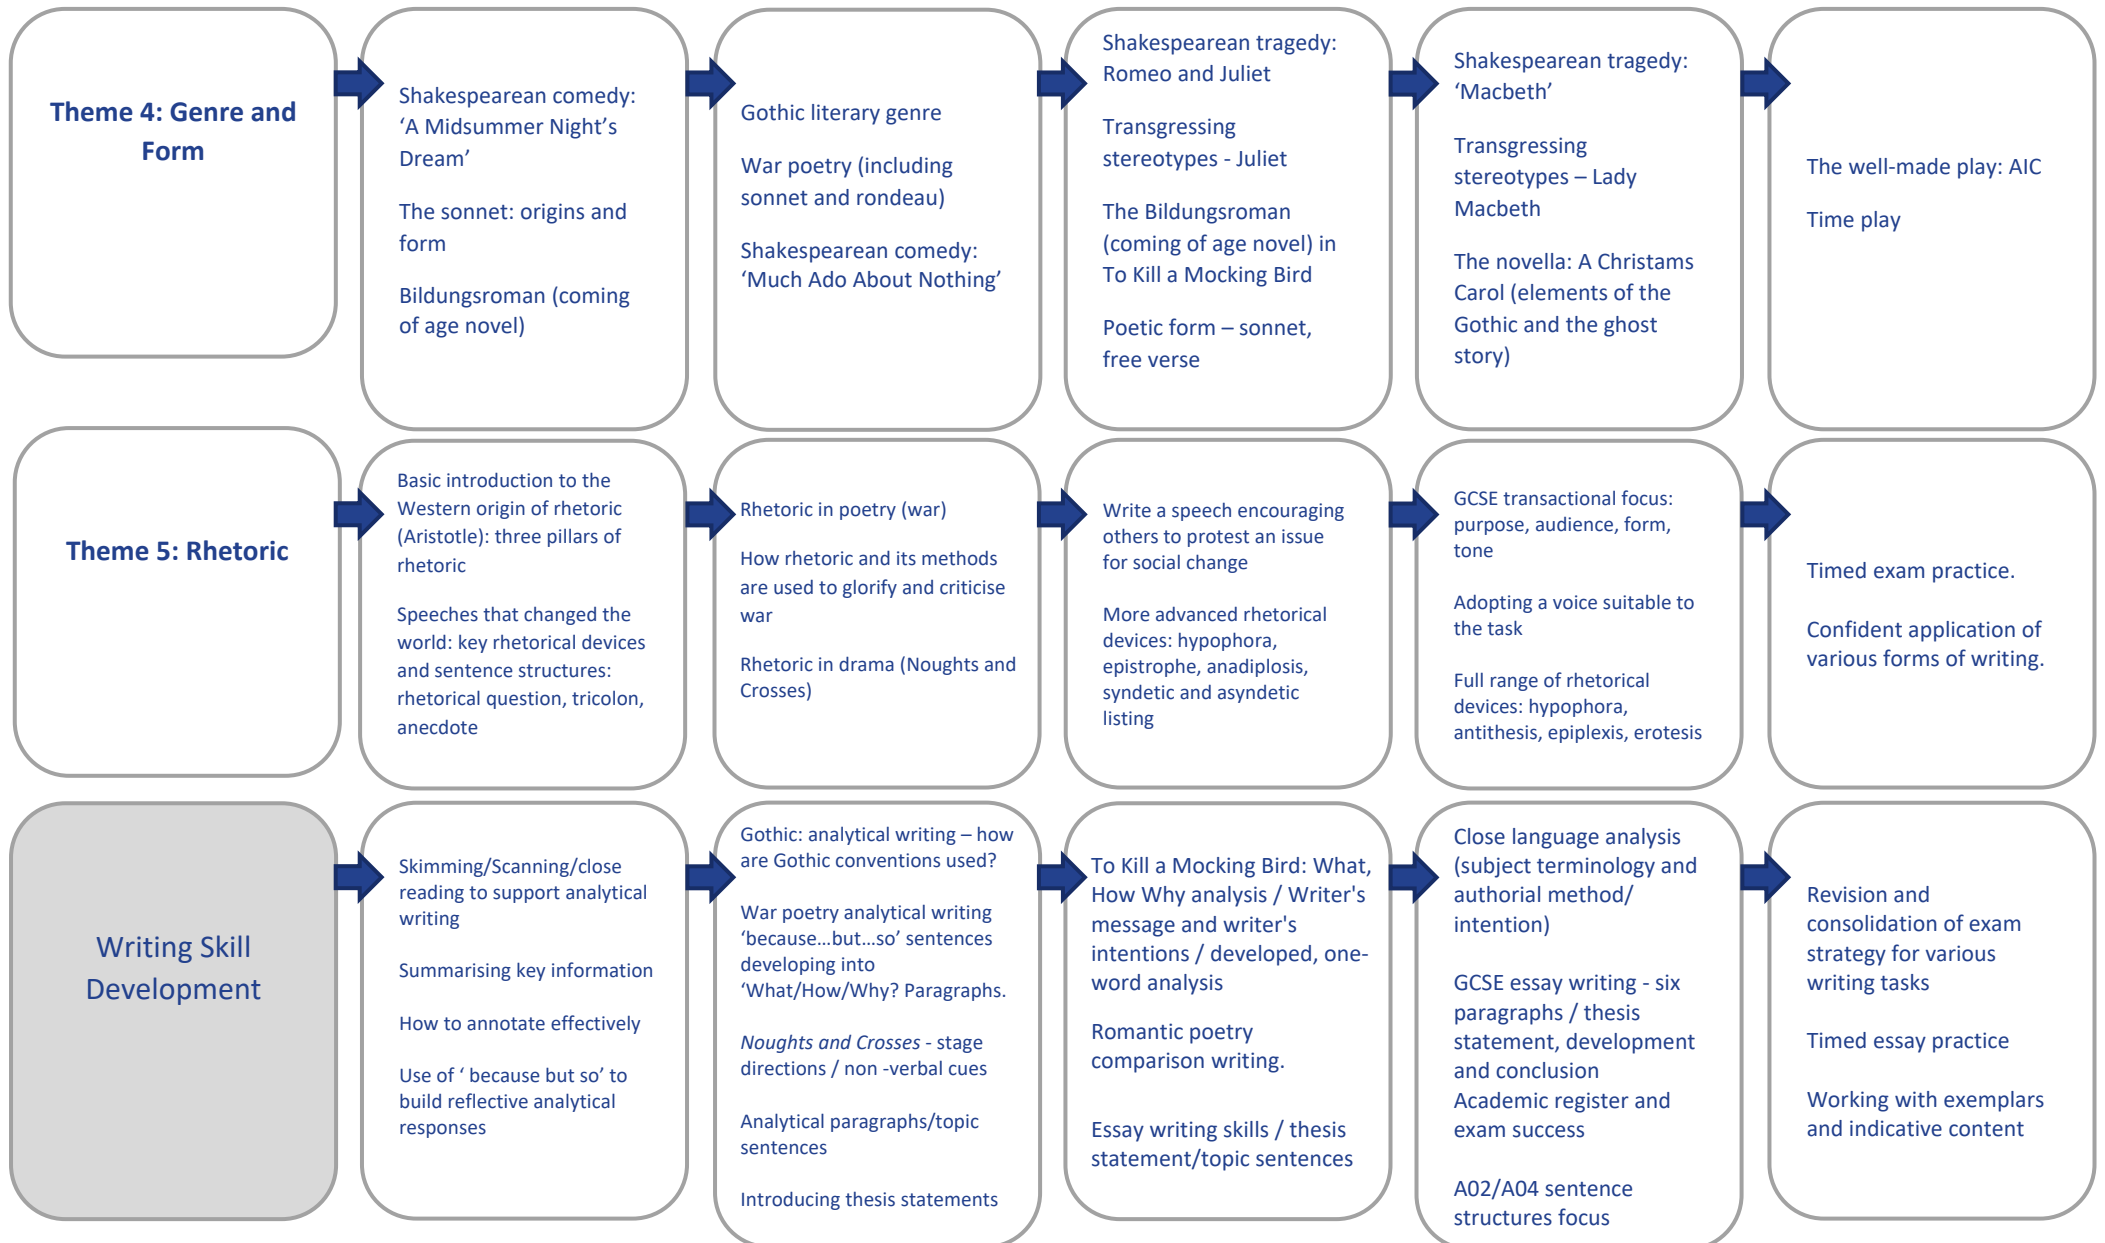 Theme 4: Genre and
Form
Shakespearean comedy:
‘A Midsummer Night’s
Dream’
The sonnet: origins and
form
Bildungsroman (coming
of age novel)
Gothic literary genre
War poetry (including
sonnet and rondeau)
Shakespearean comedy:
‘Much Ado About Nothing’
Shakespearean tragedy:
Romeo and Juliet
Transgressing
stereotypes - Juliet
The Bildungsroman
(coming of age novel) in
To Kill a Mocking Bird
Poetic form – sonnet,
free verse
Shakespearean tragedy:
‘Macbeth’
Transgressing
stereotypes – Lady
Macbeth
The novella: A Christams
Carol (elements of the
Gothic and the ghost
story)
The well-made play: AIC
Time play
Theme 5: Rhetoric
Basic introduction to the
Western origin of rhetoric
(Aristotle): three pillars of
rhetoric
Speeches that changed the
world: key rhetorical devices
and sentence structures:
rhetorical question, tricolon,
anecdote
Rhetoric in poetry (war)
How rhetoric and its methods
are used to glorify and criticise
war
Rhetoric in drama (Noughts and
Crosses)
Write a speech encouraging
others to protest an issue
for social change
More advanced rhetorical
devices: hypophora,
epistrophe, anadiplosis,
syndetic and asyndetic
listing
GCSE transactional focus:
purpose, audience, form,
tone
Adopting a voice suitable to
the task
Full range of rhetorical
devices: hypophora,
antithesis, epiplexis, erotesis
Timed exam practice.
Confident application of
various forms of writing.
Writing Skill
Development
Skimming/Scanning/close
reading to support analytical
writing
Summarising key information
How to annotate effectively
Use of ‘ because but so’ to
build reflective analytical
responses
Gothic: analytical writing – how
are Gothic conventions used?
War poetry analytical writing
‘because...but...so’ sentences
developing into
‘What/How/Why? Paragraphs.
Noughts and Crosses - stage
directions / non -verbal cues
Analytical paragraphs/topic
sentences
Introducing thesis statements
To Kill a Mocking Bird: What,
How Why analysis / Writer's
message and writer's
intentions / developed, one-
word analysis
Romantic poetry
comparison writing.
Essay writing skills / thesis
statement/topic sentences
Close language analysis
(subject terminology and
authorial method/
intention)
GCSE essay writing - six
paragraphs / thesis
statement, development
and conclusion
Academic register and
exam success
A02/A04 sentence
structures focus
Revision and
consolidation of exam
strategy for various
writing tasks
Timed essay practice
Working with exemplars
and indicative content